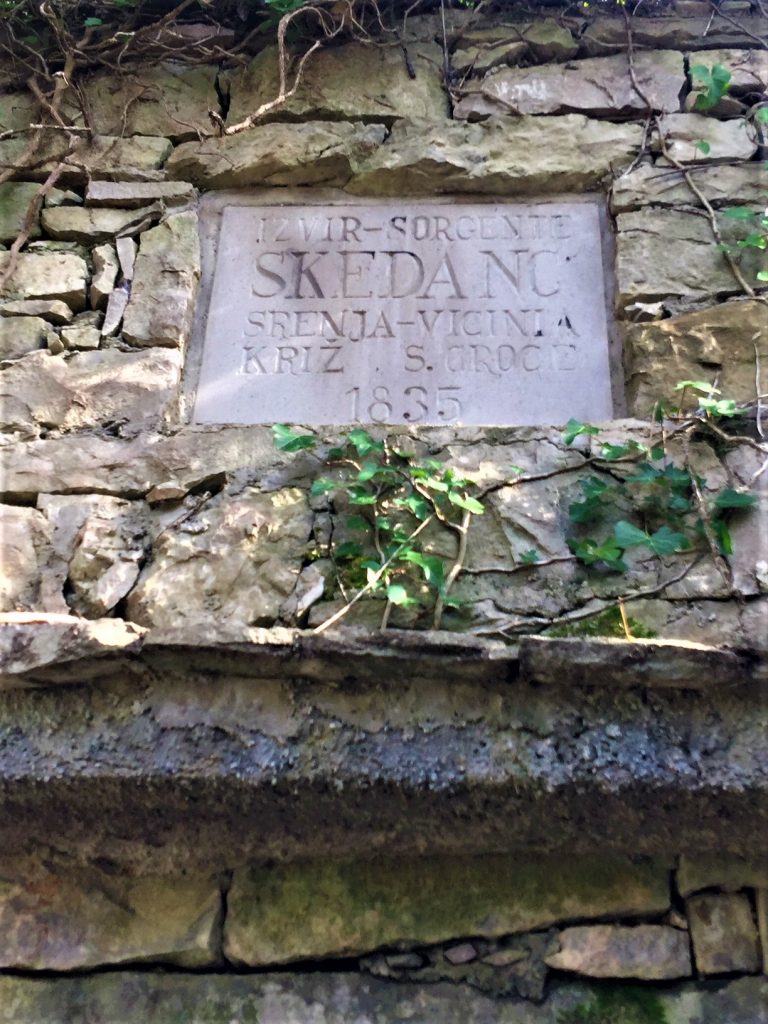 IZVIR-SORGENTE
SKEDANC
SRENJA-VICINIA
KRIŽ S. CROCE
1835